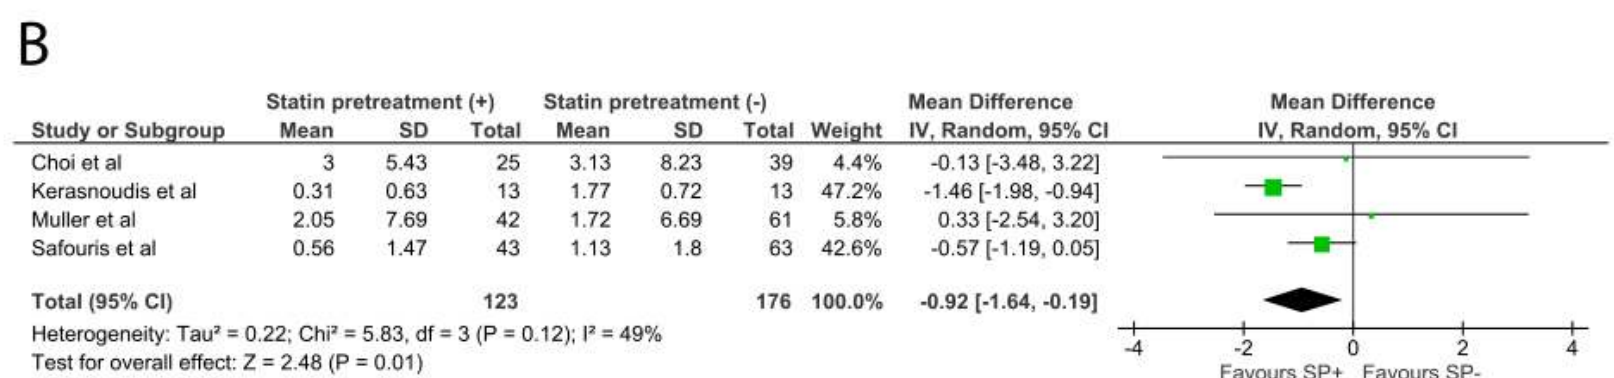 B
Statin pretreatment (+) Statin pretreatment (-) Mean Difference Mean Difference
Study or Subgroup Mean SD Total Mean SD Total Weight IV, Random, 95% CI IV, Random, 95% CI
Choi et al 3 5.43 25 3.13 8.23 39 4.4% -0.13 [-3.48, 3.22]
Kerasnoudis et al 0.31 0.63 13 1.77 0.72 13 47.2% -1.46 [-1.98, -0.94]
Muller et al 2.05 7.69 42 1.72 6.69 61 5.8% 0.33 [-2.54, 3.20]
Safouris et al 0.56 1.47 43 1.13 1.8 63 42.6% -0.57 [-1.19, 0.05]
Total (95% CI) 123 176 100.0% -0.92 [-1.64, -0.19]
Heterogeneity: Tau² = 0.22; Chi² = 5.83, df = 3 (P = 0.12); I² = 49%
Test for overall effect: Z = 2.48 (P = 0.01)
-4 -2 0 2 4
Favours SP+ Favours SP-